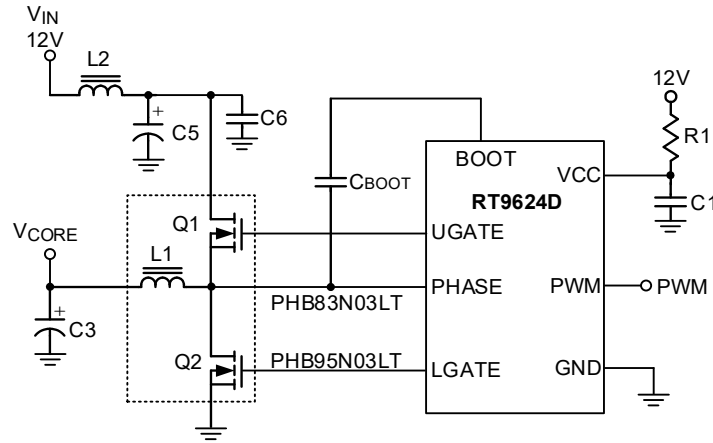 VIN
12V
L2
C5
C6
12V
R1
BOOT
CBOOT
VCC
RT9624D
C1
Q1
VCORE
L1
UGATE
PHASE
PWM
PWM
PHB83N03LT
C3
Q2
PHB95N03LT
LGATE
GND